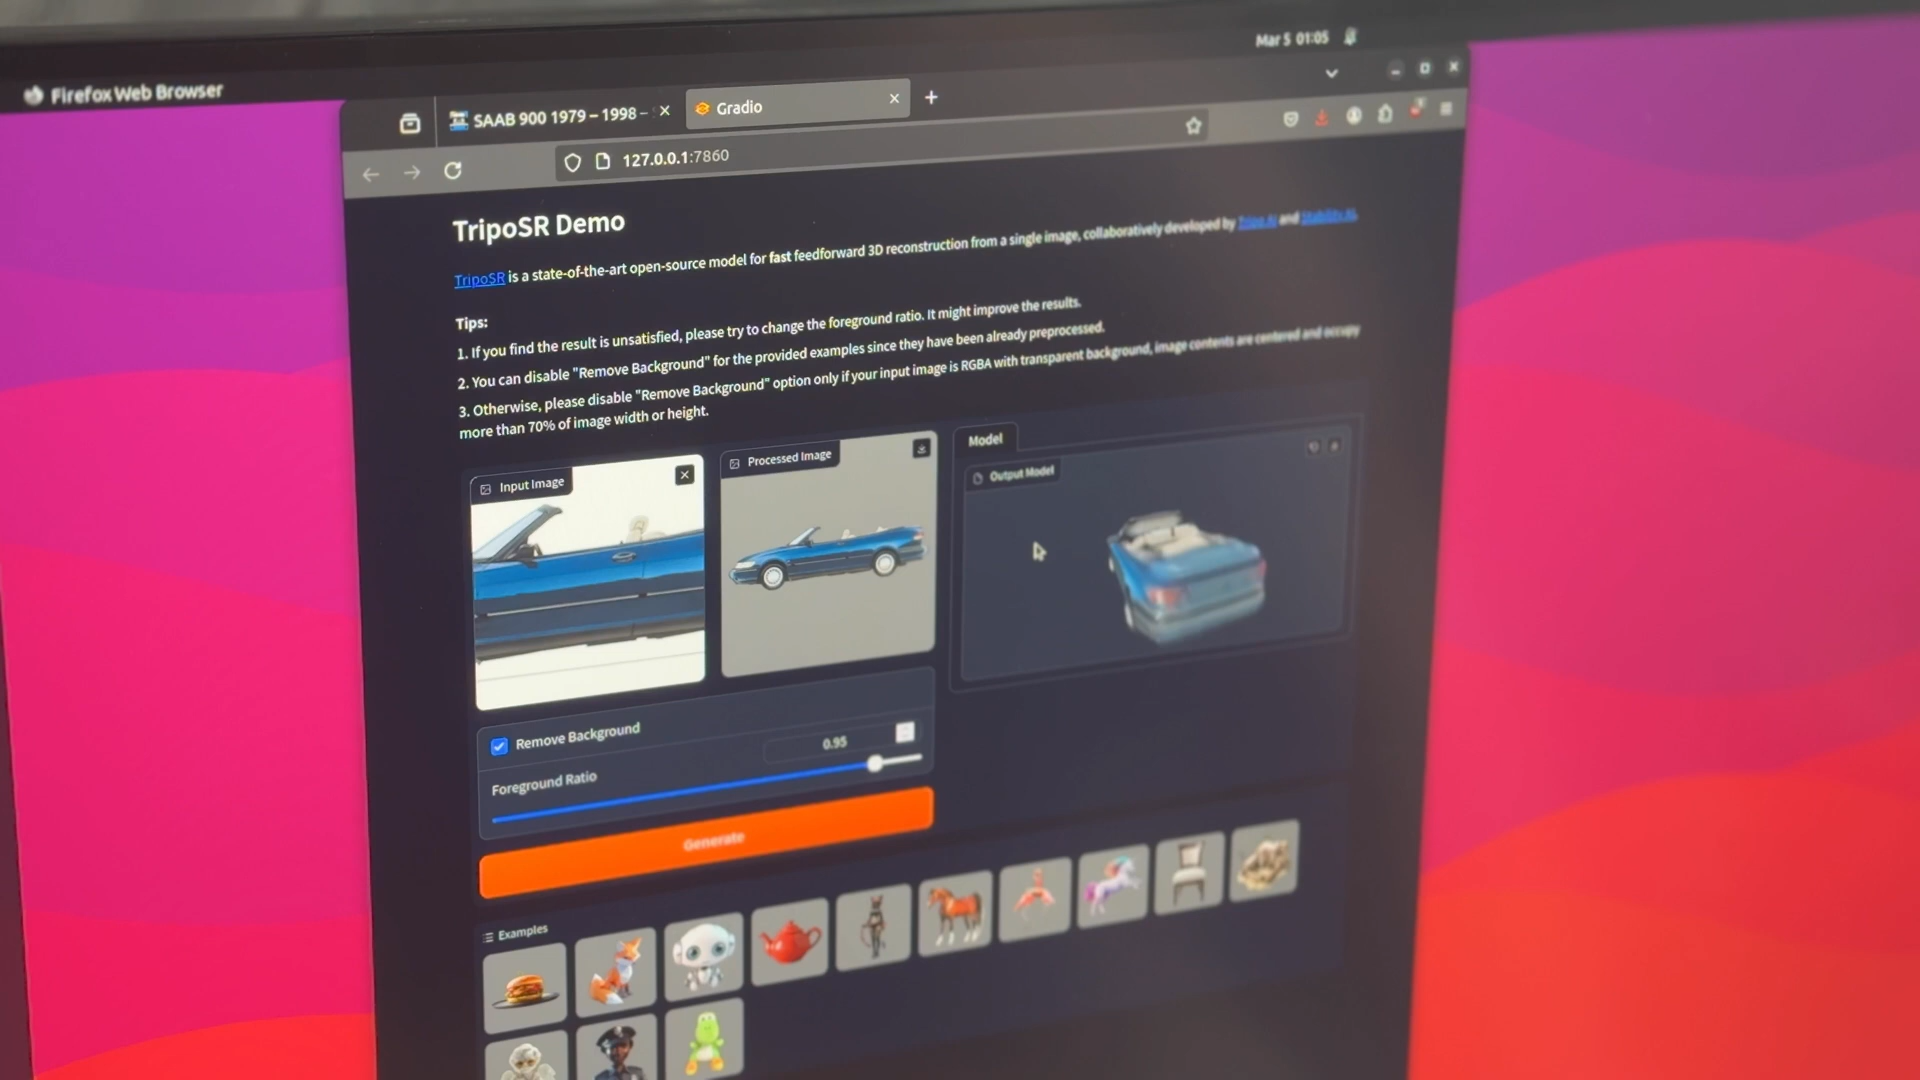 Mar 5 01:05
Firefox Web Browser
SAAB 900 1979 – 1998 –
Gradio
127.0.0.1:7860
TripoSR Demo
TripoSR is a state-of-the-art open-source model for fast feedforward 3D reconstruction from a single image, collaboratively developed by Tripo AI and Stability AI.
Tips:
1. If you find the result is unsatisfied, please try to change the foreground ratio. It might improve the results.
2. You can disable "Remove Background" for the provided examples since they have been already preprocessed.
3. Otherwise, please disable "Remove Background" option only if your input image is RGBA with transparent background, image contents are centered and occupy
more than 70% of image width or height.
Input Image
Processed Image
Model
Output Model
Remove Background
Foreground Ratio
0.95
Generate
Examples